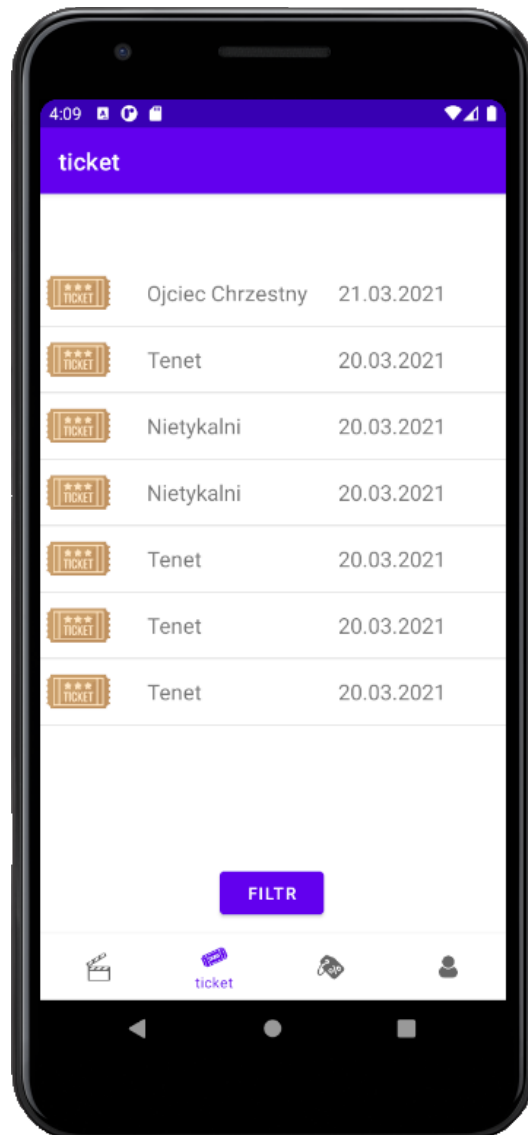 4:09
ticket
TICKET Ojciec Chrzestny 21.03.2021
TICKET Tenet 20.03.2021
TICKET Nietykalni 20.03.2021
TICKET Nietykalni 20.03.2021
TICKET Tenet 20.03.2021
TICKET Tenet 20.03.2021
TICKET Tenet 20.03.2021
FILTR
%
ticket